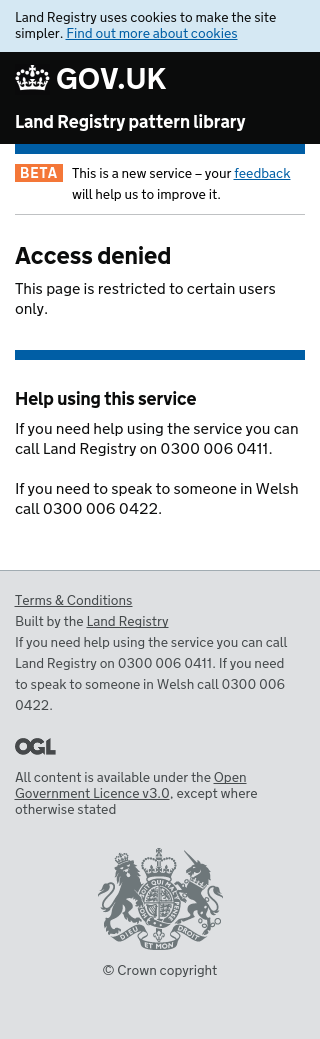 Land Registry uses cookies to make the site
simpler. Find out more about cookies
GOV.UK
Land Registry pattern library
BETA This is a new service – your feedback
will help us to improve it.
Access denied
This page is restricted to certain users
only.
Help using this service
If you need help using the service you can
call Land Registry on 0300 006 0411.
If you need to speak to someone in Welsh
call 0300 006 0422.
Terms & Conditions
Built by the Land Registry
If you need help using the service you can call
Land Registry on 0300 006 0411. If you need
to speak to someone in Welsh call 0300 006
0422.
OGL
All content is available under the Open
Government Licence v3.0, except where
otherwise stated
DIEU ET MON
© Crown copyright